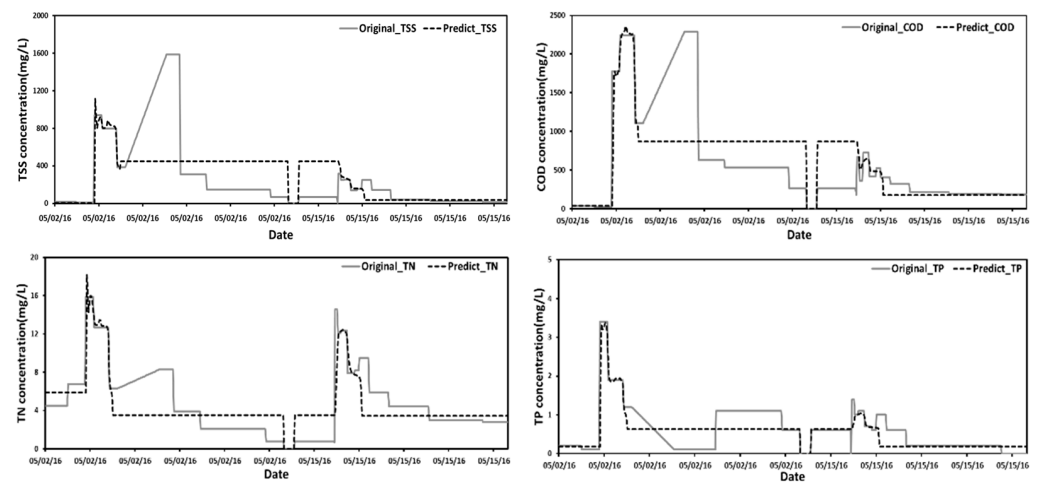 2000
1600
1200
800
400
0
TSS concentration(mg/L)
Original_TSS Predict_TSS
05/02/16 05/02/16 05/02/16 05/02/16 05/02/16 05/02/16 05/15/16 05/15/16 05/15/16 05/15/16 05/15/16
Date
2500
2000
1500
1000
500
0
COD concentration(mg/L)
Original_COD Predict_COD
05/02/16 05/02/16 05/02/16 05/02/16 05/02/16 05/02/16 05/15/16 05/15/16 05/15/16 05/15/16 05/15/16
Date
20
16
12
8
4
0
TN concentration(mg/L)
Original_TN Predict_TN
05/02/16 05/02/16 05/02/16 05/02/16 05/02/16 05/02/16 05/15/16 05/15/16 05/15/16 05/15/16 05/15/16
Date
5
4
3
2
1
0
TP concentration(mg/L)
Original_TP Predict_TP
05/02/16 05/02/16 05/02/16 05/02/16 05/02/16 05/02/16 05/15/16 05/15/16 05/15/16 05/15/16 05/15/16
Date